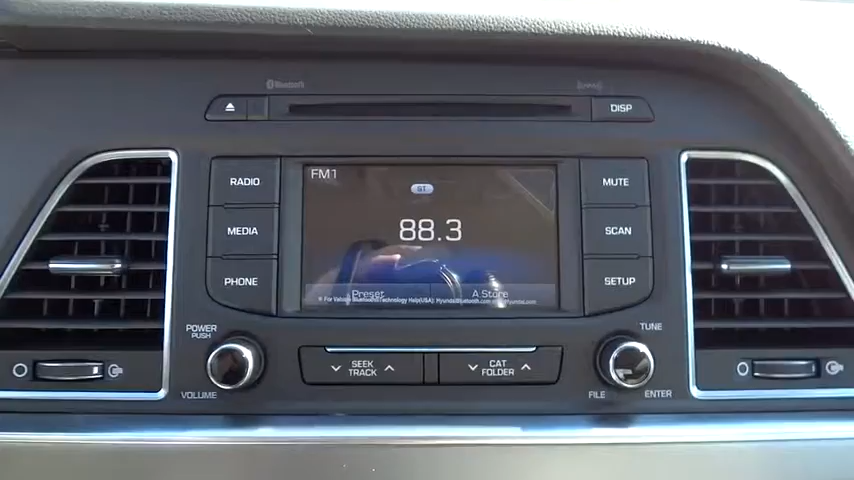 Bluetooth
DISP
FM1
ST
88.3
RADIO
MEDIA
PHONE
MUTE
SCAN
SETUP
Preset
A.Store
POWER
PUSH
VOLUME
SEEK
TRACK
CAT
FOLDER
TUNE
FILE
ENTER